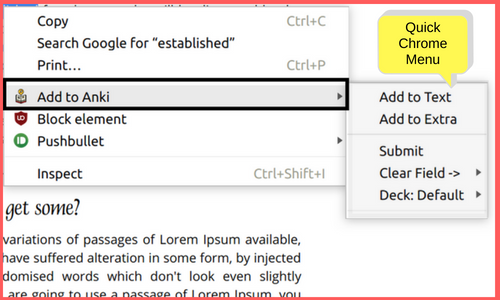 Copy Ctrl+C
Search Google for “established”
Print... Ctrl+P
Add to Anki
Block element
Pushbullet
Inspect Ctrl+Shift+I
Quick
Chrome
Menu
Add to Text
Add to Extra
Submit
Clear Field ->
Deck: Default
get some?
variations of passages of Lorem Ipsum available,
have suffered alteration in some form, by injected
domised words which don't look even slightly
are going to use a passage of Lorem Ipsum, you